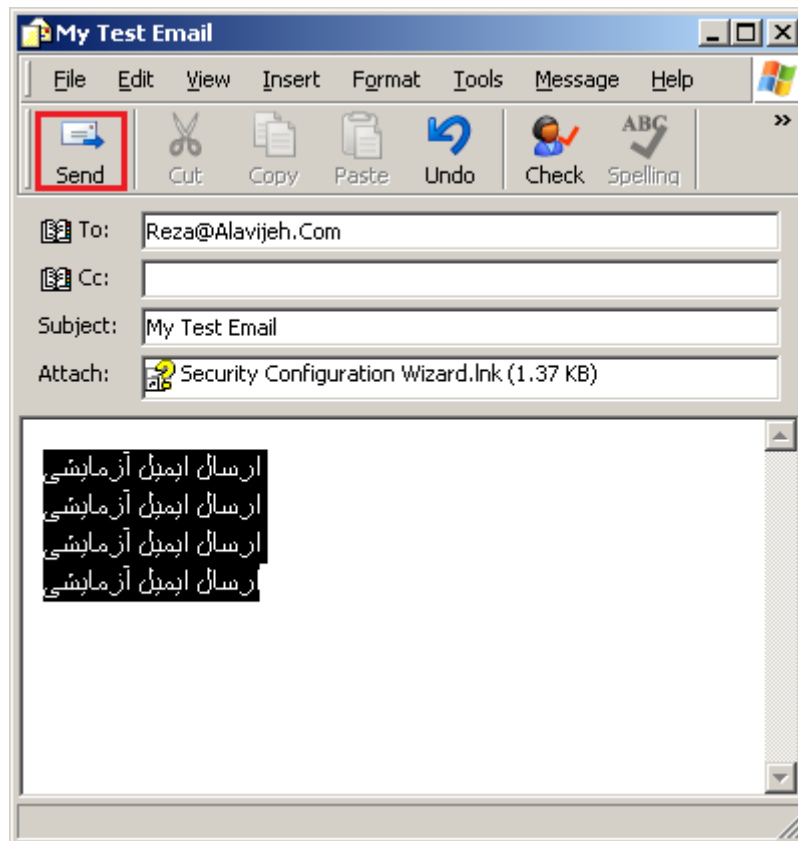 My Test Email
File Edit View Insert Format Tools Message Help
Send Cut Copy Paste Undo Check ABC Spelling »
To: Reza@Alavijeh.Com
Cc:
Subject: My Test Email
Attach: Security Configuration Wizard.lnk (1.37 KB)
ارسال ایمیل آزمایشی
ارسال ایمیل آزمایشی
ارسال ایمیل آزمایشی
ارسال ایمیل آزمایشی